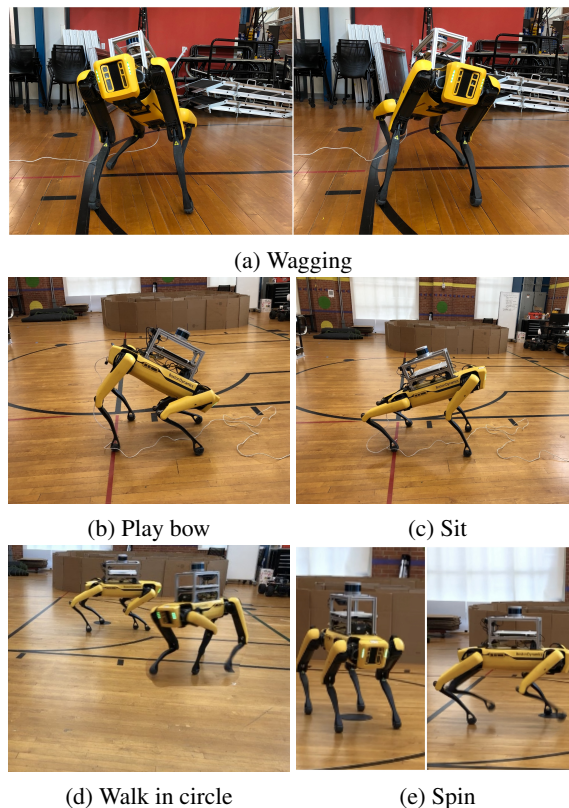 (a) Wagging
(b) Play bow
(c) Sit
(d) Walk in circle
(e) Spin